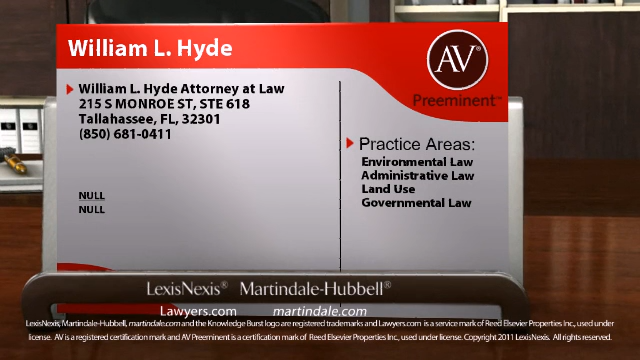 William L. Hyde
AV®
Preeminent™
William L. Hyde Attorney at Law
215 S MONROE ST, STE 618
Tallahassee, FL, 32301
(850) 681-0411
NULL
NULL
Practice Areas:
Environmental Law
Administrative Law
Land Use
Governmental Law
LexisNexis® Martindale-Hubbell®
Lawyers.com martindale.com
LexisNexis, Martindale-Hubbell, martindale.com and the Knowledge Burst logo are registered trademarks and Lawyers.com is a service mark of Reed Elsevier Properties Inc., used under
license. AV is a registered certification mark and AV Preeminent is a certification mark of Reed Elsevier Properties Inc., used under license. Copyright 2011 LexisNexis. All rights reserved.